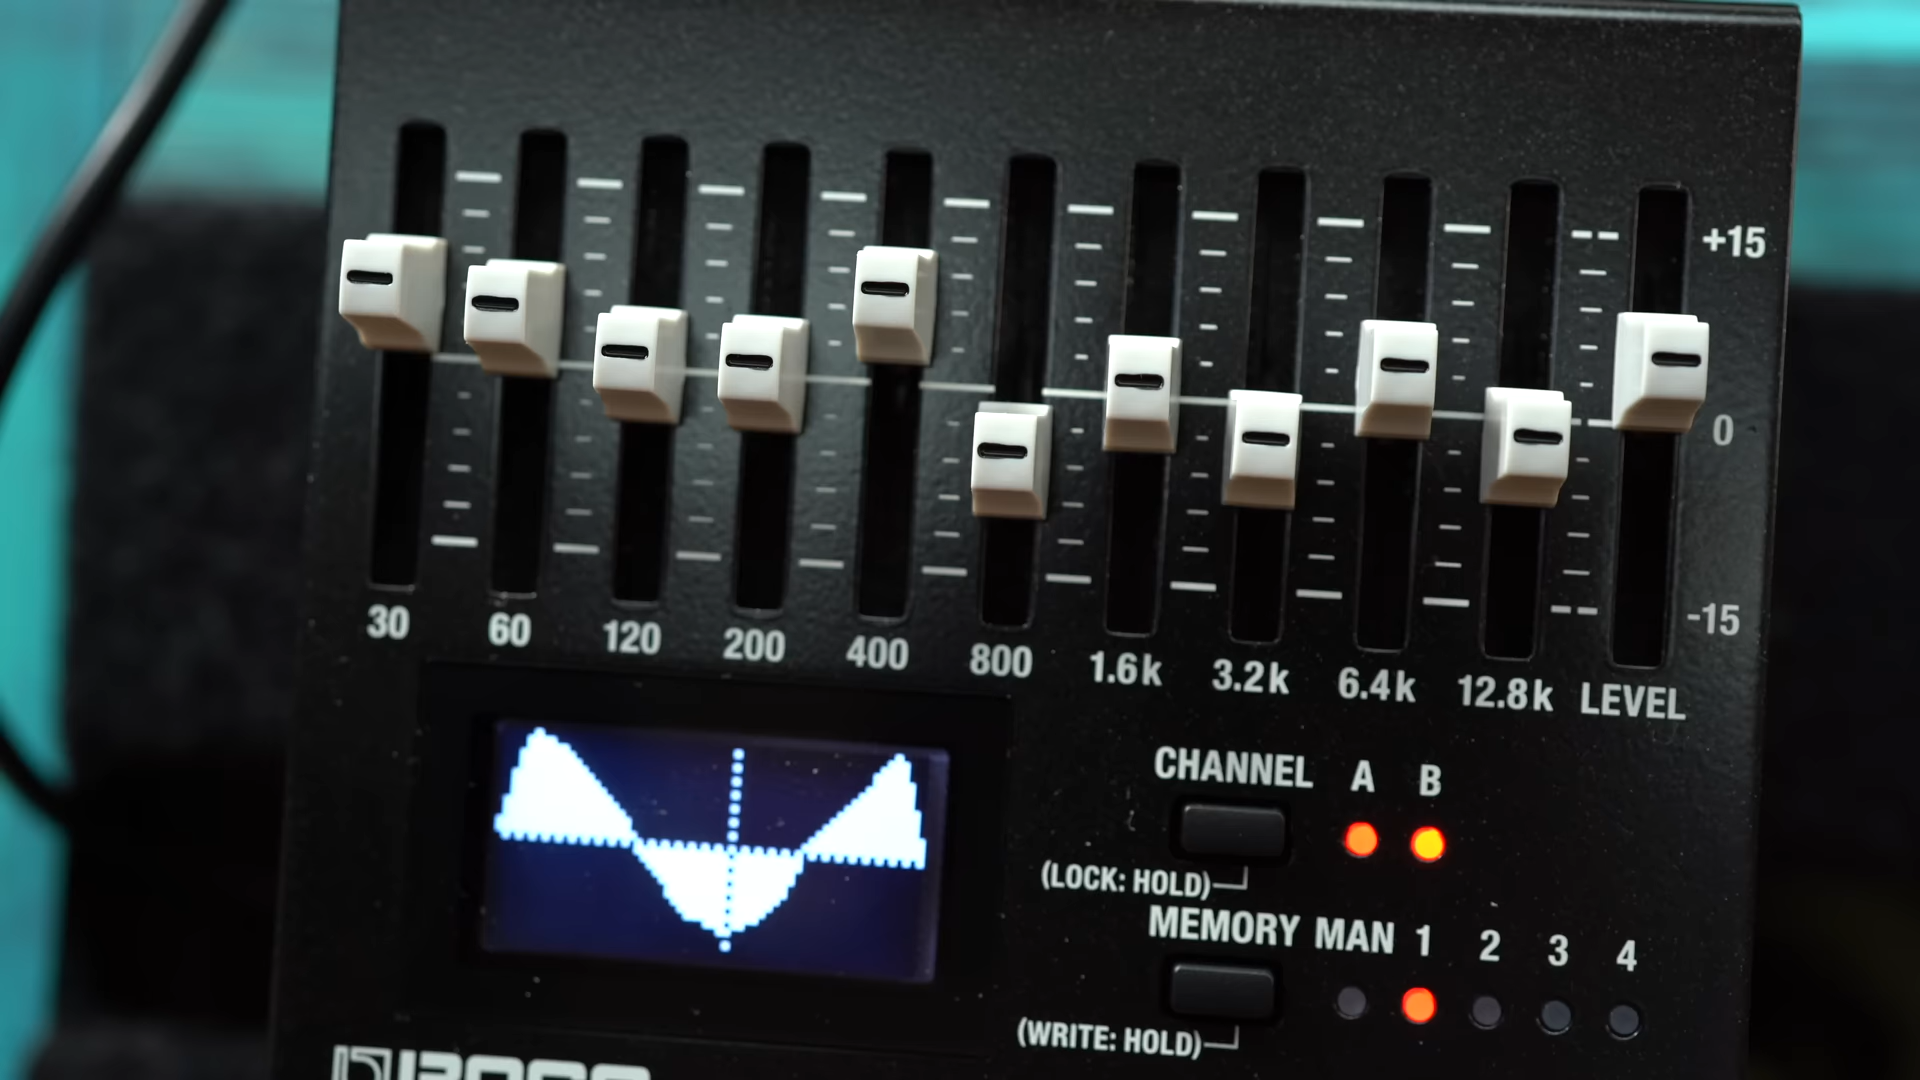 +15
0
-15
30 60 120 200 400 800 1.6k 3.2k 6.4k 12.8k LEVEL
CHANNEL A B
(LOCK: HOLD)
MEMORY MAN 1 2 3 4
(WRITE: HOLD)
BOSS